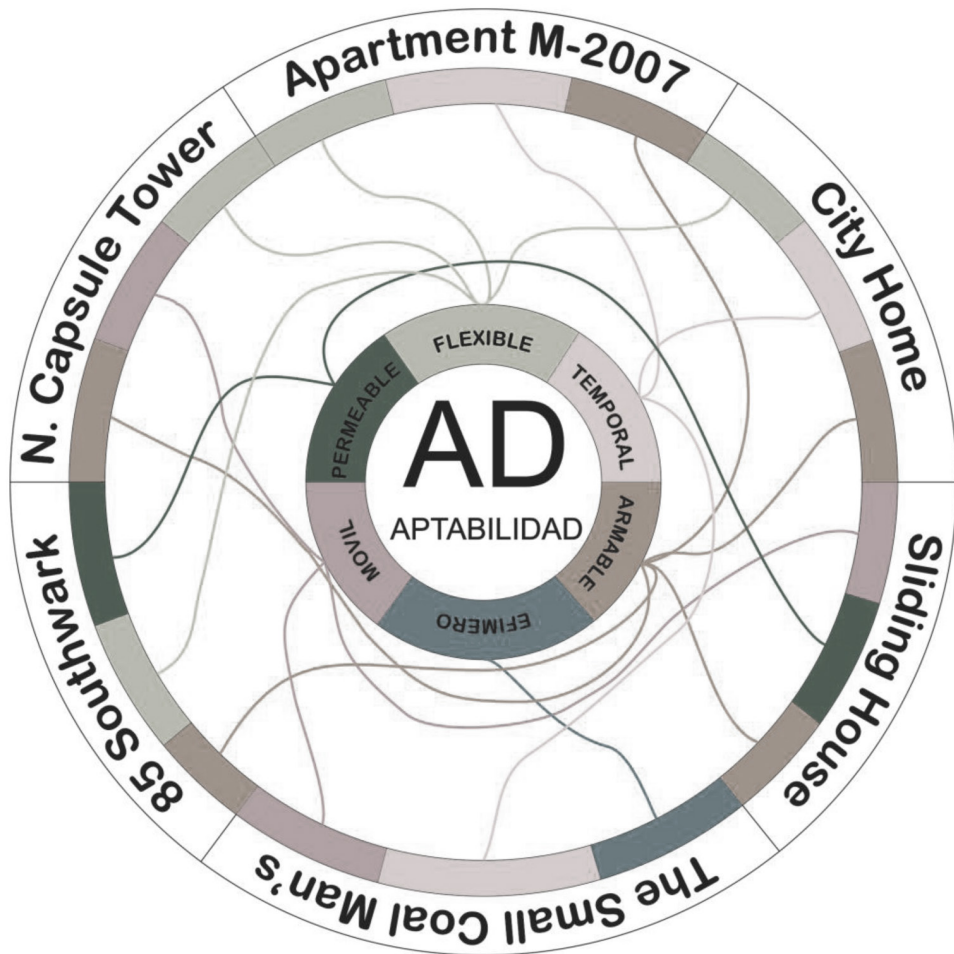 Apartment M-2007
City Home
Sliding House
The Small Coal Man's
85 Southwark
N. Capsule Tower
FLEXIBLE
TEMPORAL
ARMABLE
EFIMERO
MOVIL
PERMEABLE
AD
APTABILIDAD